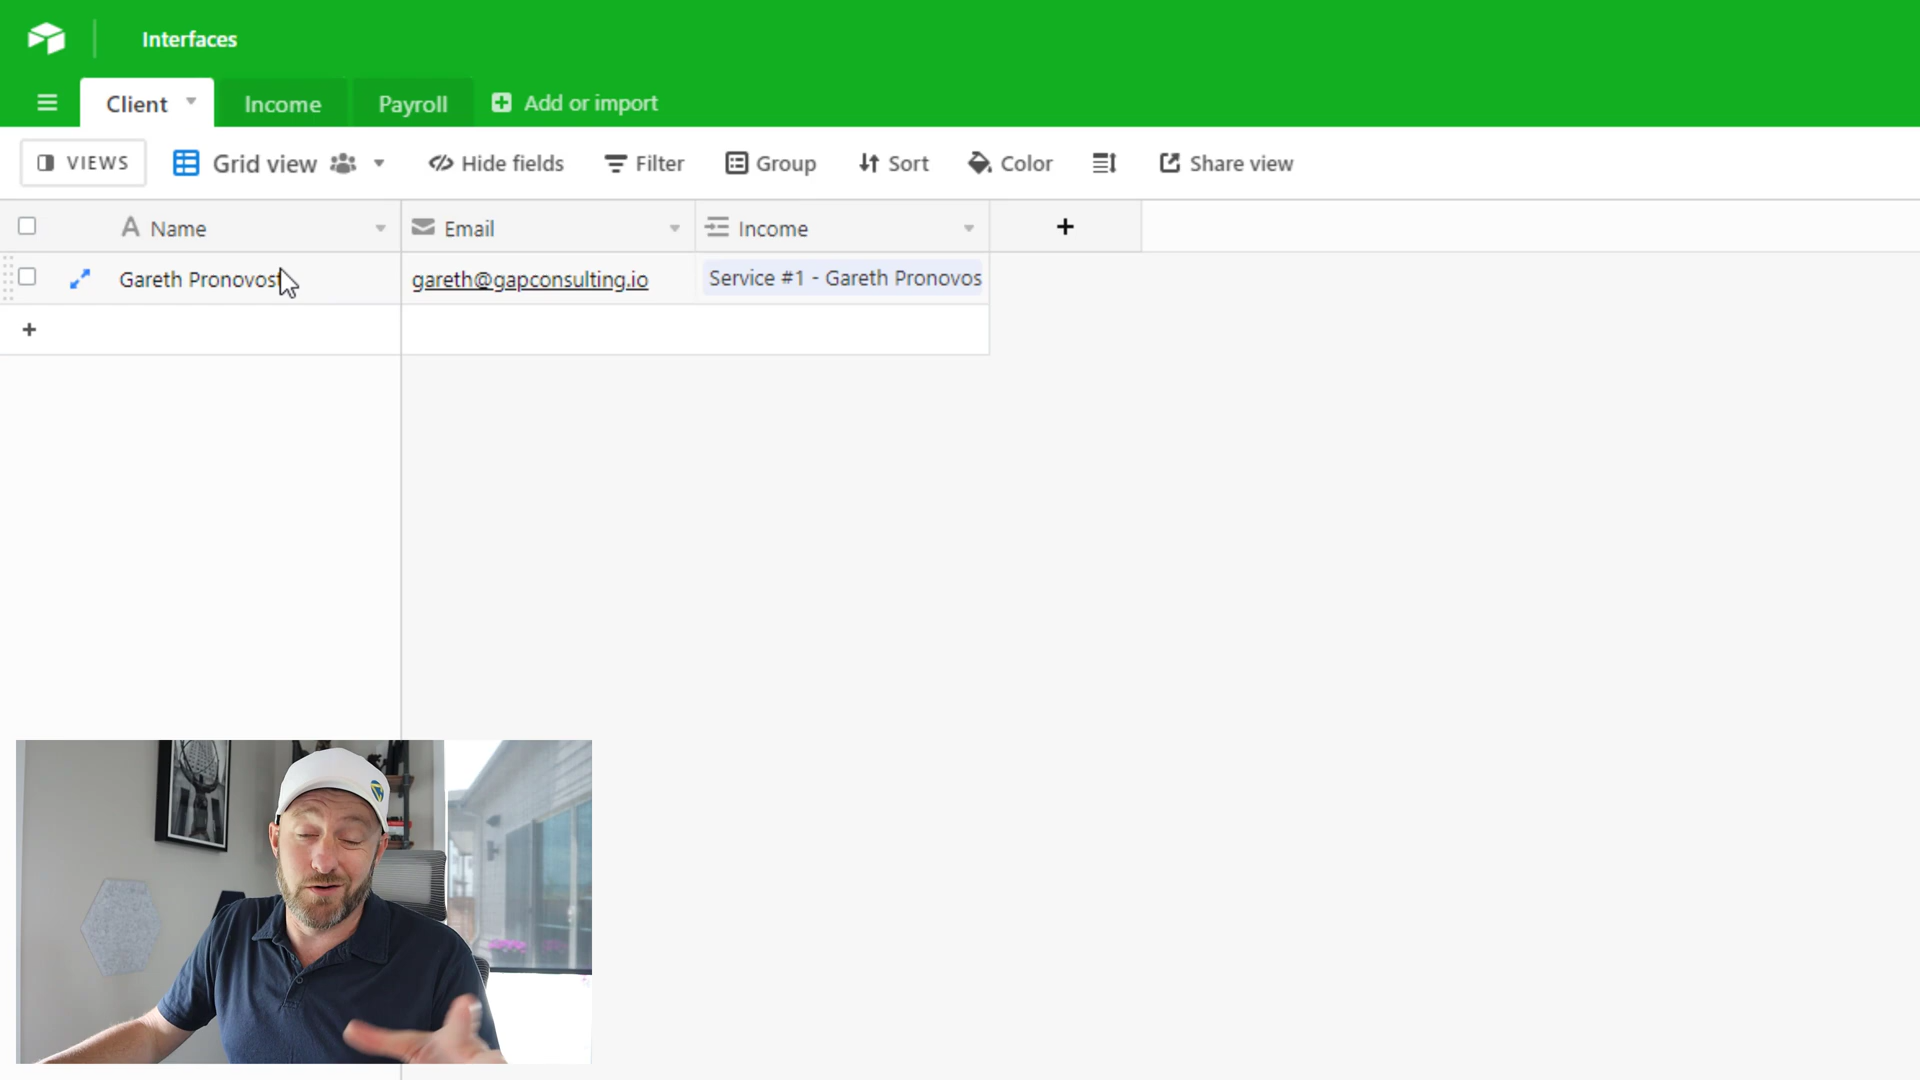 Interfaces
Client Income Payroll Add or import
VIEWS Grid view Hide fields Filter Group Sort Color Share view
Name Email Income
Gareth Pronovost gareth@gapconsulting.io Service #1 - Gareth Pronovos